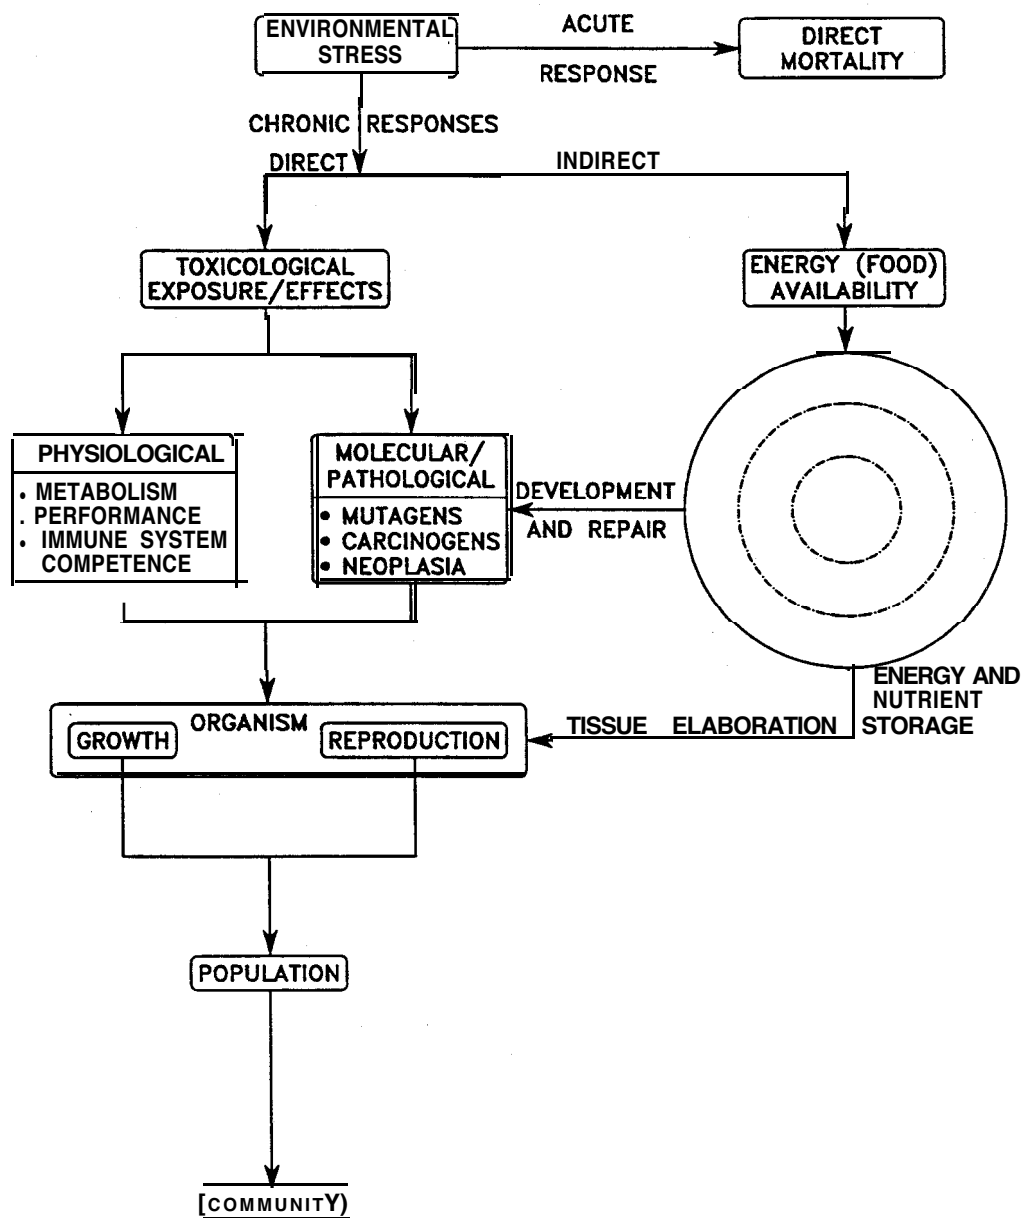 ENVIRONMENTAL
STRESS
ACUTE
RESPONSE
DIRECT
MORTALITY
CHRONIC RESPONSES
DIRECT
INDIRECT
TOXICOLOGICAL
EXPOSURE/EFFECTS
ENERGY (FOOD)
AVAILABILITY
PHYSIOLOGICAL
• METABOLISM
. PERFORMANCE
• IMMUNE SYSTEM
COMPETENCE
MOLECULAR/
PATHOLOGICAL
• MUTAGENS
• CARCINOGENS
• NEOPLASIA
DEVELOPMENT
AND REPAIR
ENERGY AND
NUTRIENT
STORAGE
TISSUE ELABORATION
ORGANISM
GROWTH
REPRODUCTION
POPULATION
[COMMUNITY)